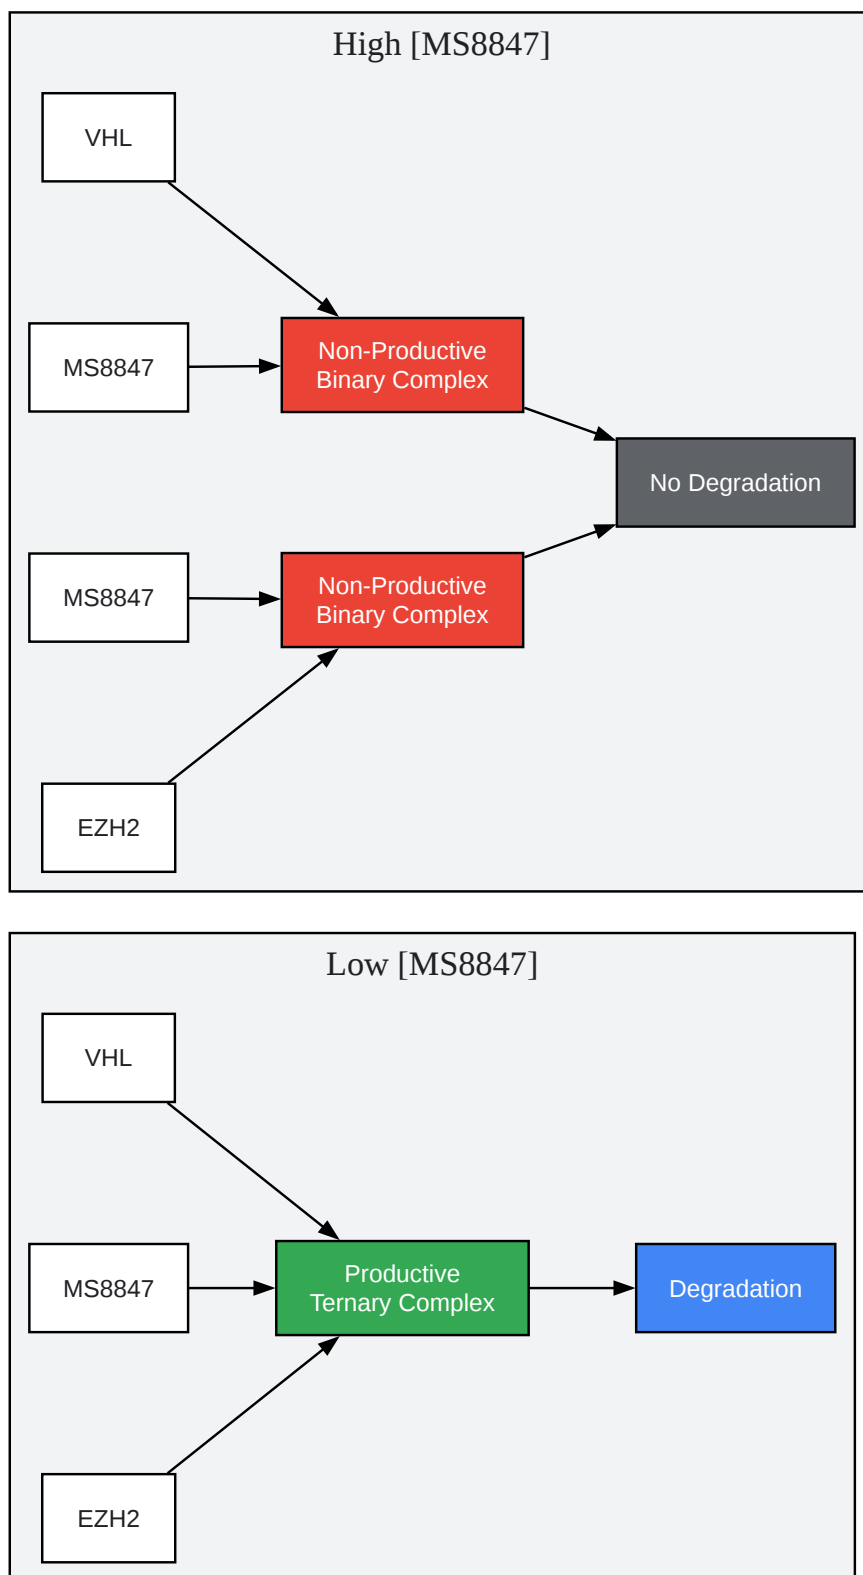 High [MS8847]
VHL
MS8847
Non-Productive
Binary Complex
No Degradation
MS8847
Non-Productive
Binary Complex
EZH2
Low [MS8847]
VHL
MS8847
Productive
Ternary Complex
Degradation
EZH2